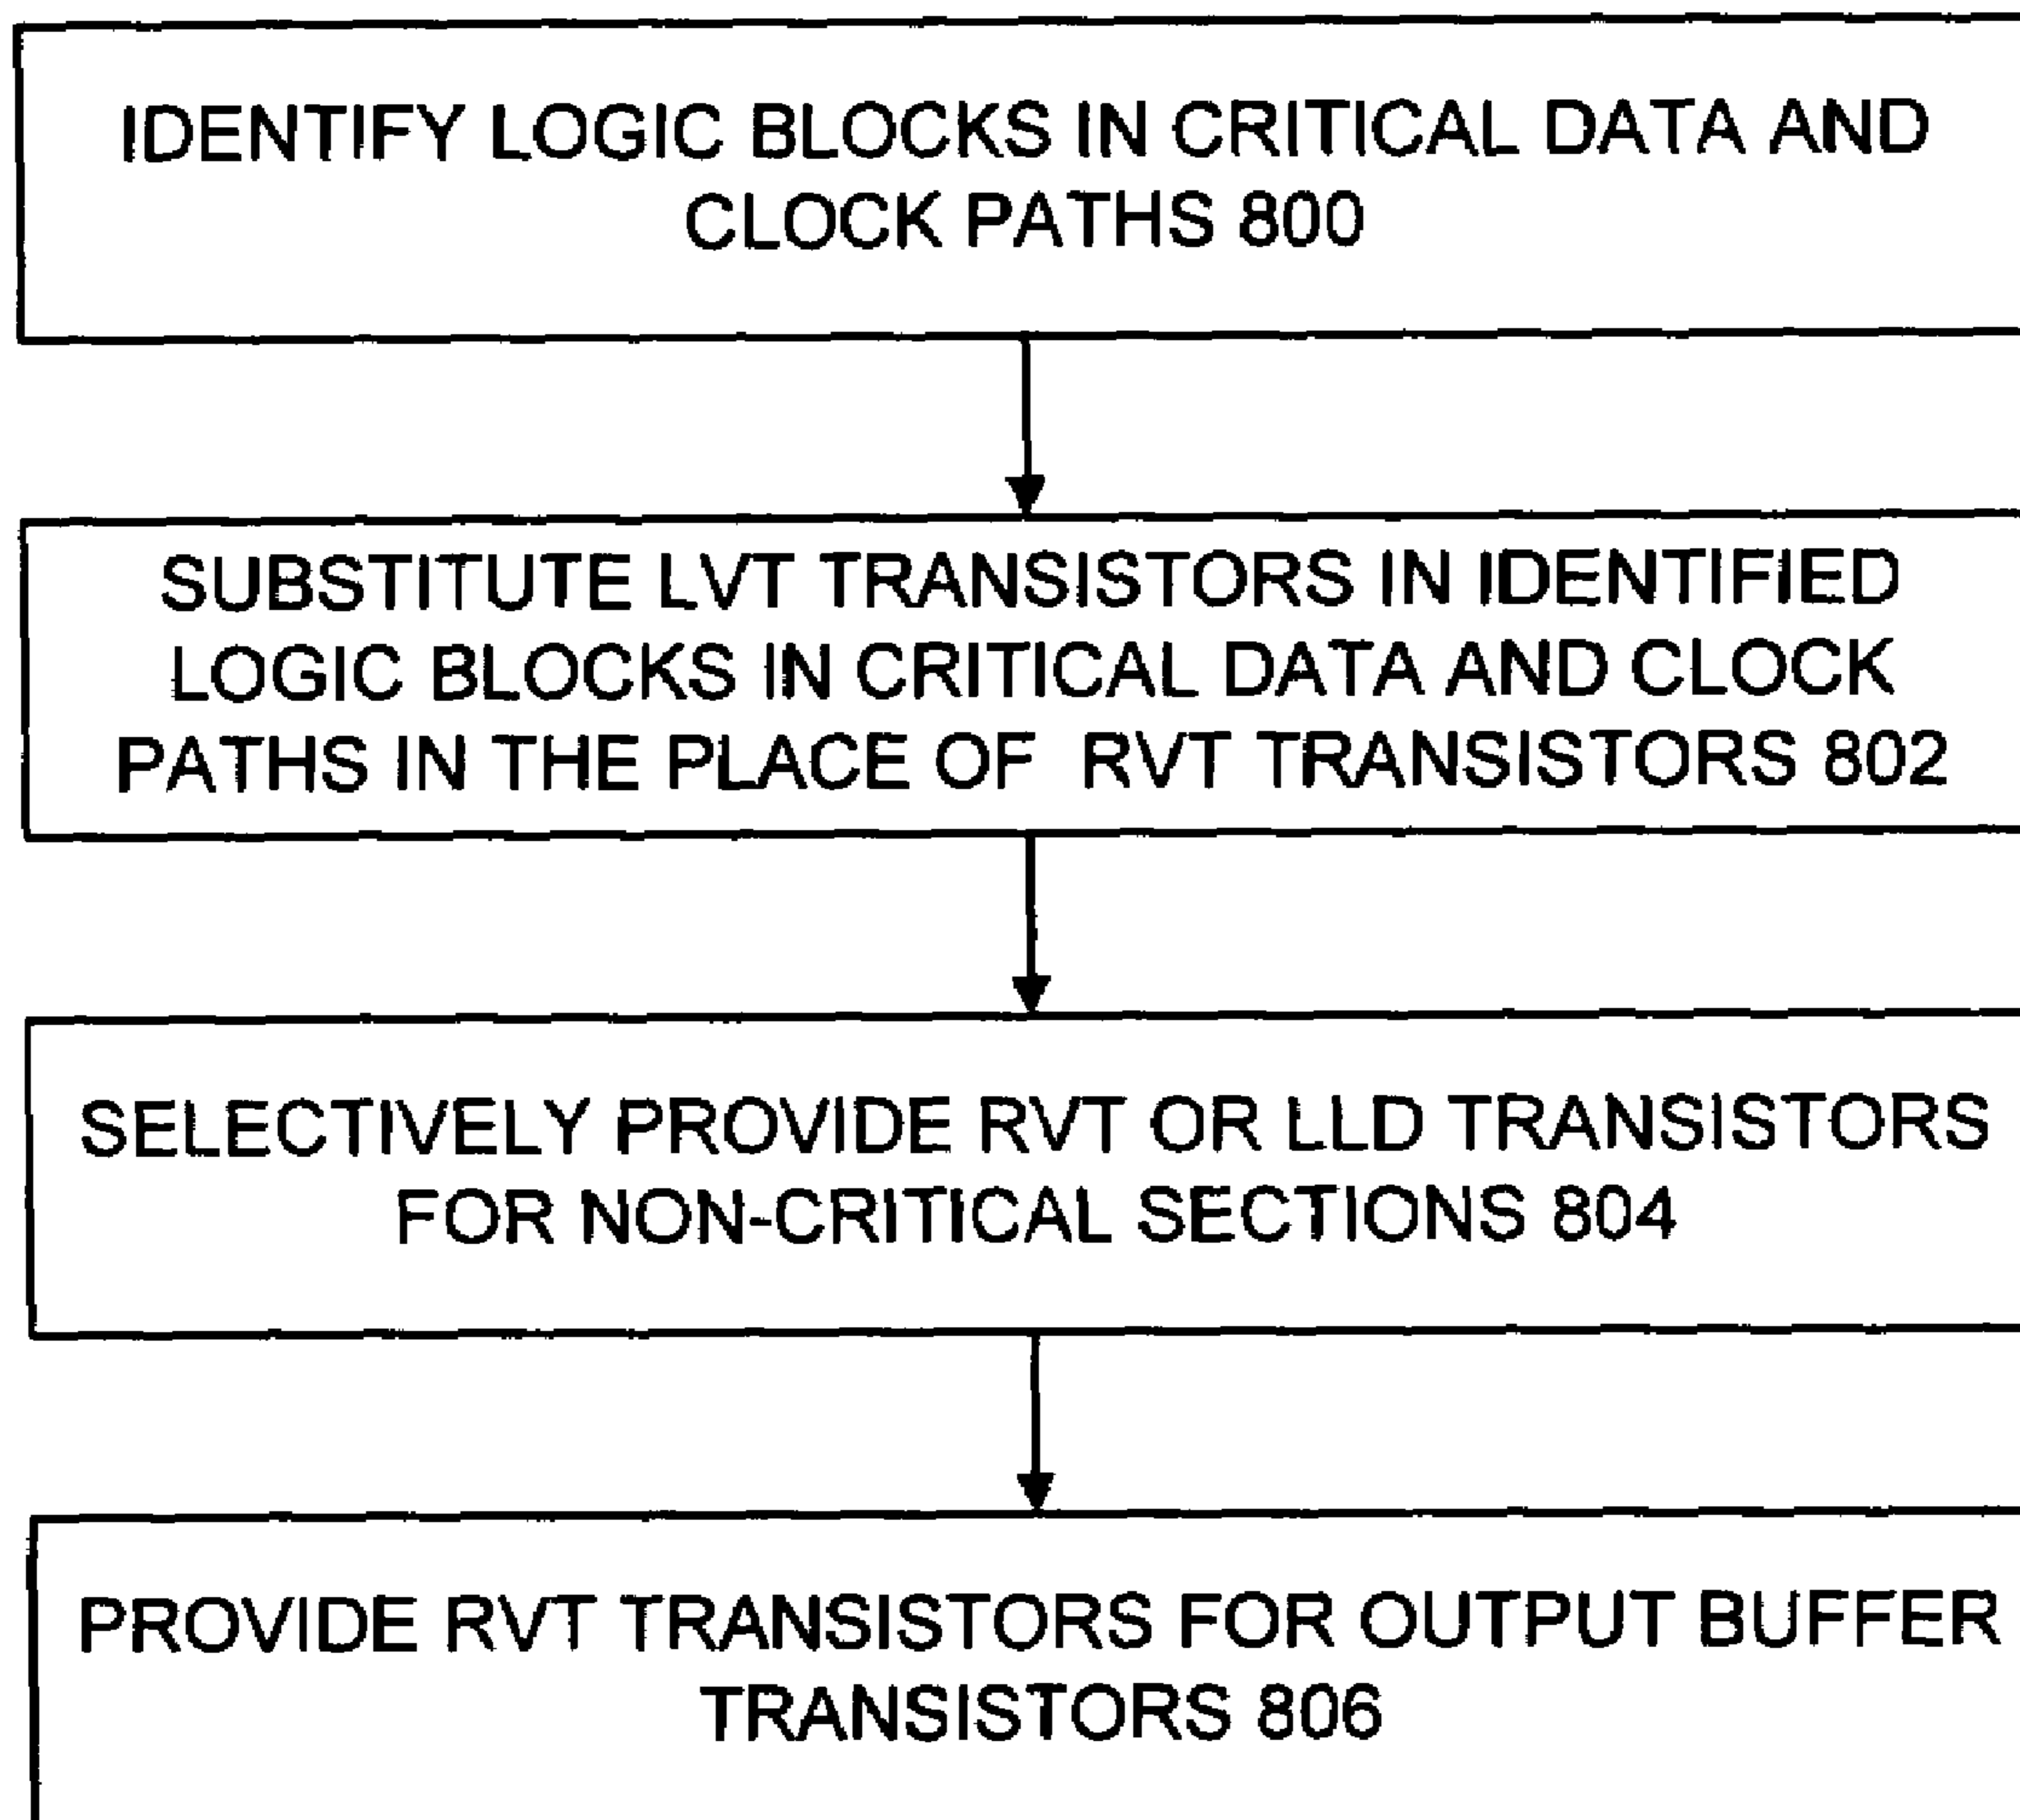 IDENTIFY LOGIC BLOCKS IN CRITICAL DATA AND
CLOCK PATHS 800
SUBSTITUTE LVT TRANSISTORS IN IDENTIFIED
LOGIC BLOCKS IN CRITICAL DATA AND CLOCK
PATHS IN THE PLACE OF RVT TRANSISTORS 802
SELECTIVELY PROVIDE RVT OR LLD TRANSISTORS
FOR NON-CRITICAL SECTIONS 804
PROVIDE RVT TRANSISTORS FOR OUTPUT BUFFER
TRANSISTORS 806